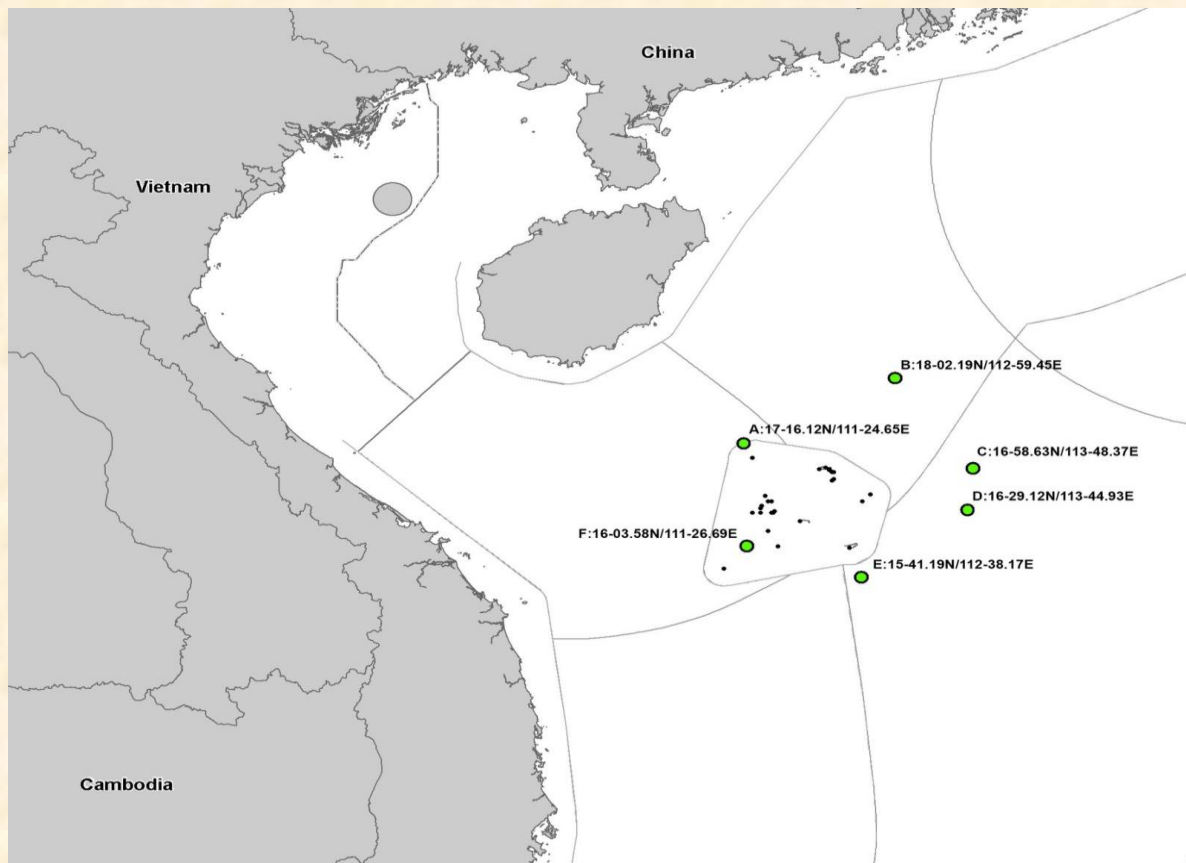 China
Vietnam
B:18-02.19N/112-59.45E
A:17-16.12N/111-24.65E
C:16-58.63N/113-48.37E
D:16-29.12N/113-44.93E
F:16-03.58N/111-26.69E
E:15-41.19N/112-38.17E
Cambodia